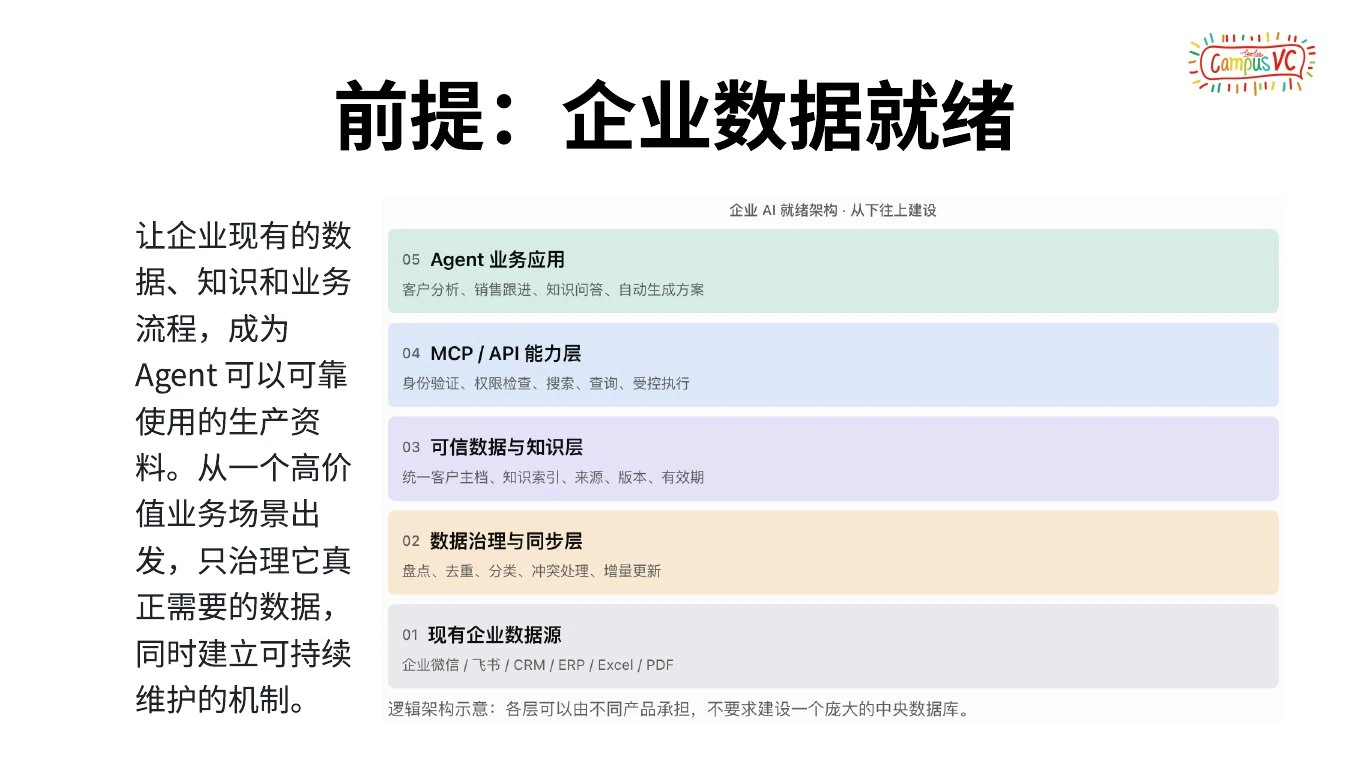 Campus VC
前提：企业数据就绪
让企业现有的数
据、知识和业务
流程，成为
Agent 可以可靠
使用的生产资
料。从一个高价
值业务场景出
发，只治理它真
正需要的数据，
同时建立可持续
维护的机制。
企业 AI 就绪架构 · 从下往上建设
05 Agent 业务应用
客户分析、销售跟进、知识问答、自动生成方案
04 MCP / API 能力层
身份验证、权限检查、搜索、查询、受控执行
03 可信数据与知识层
统一客户主档、知识索引、来源、版本、有效期
02 数据治理与同步层
盘点、去重、分类、冲突处理、增量更新
01 现有企业数据源
企业微信 / 飞书 / CRM / ERP / Excel / PDF
逻辑架构示意：各层可以由不同产品承担，不要求建设一个庞大的中央数据库。